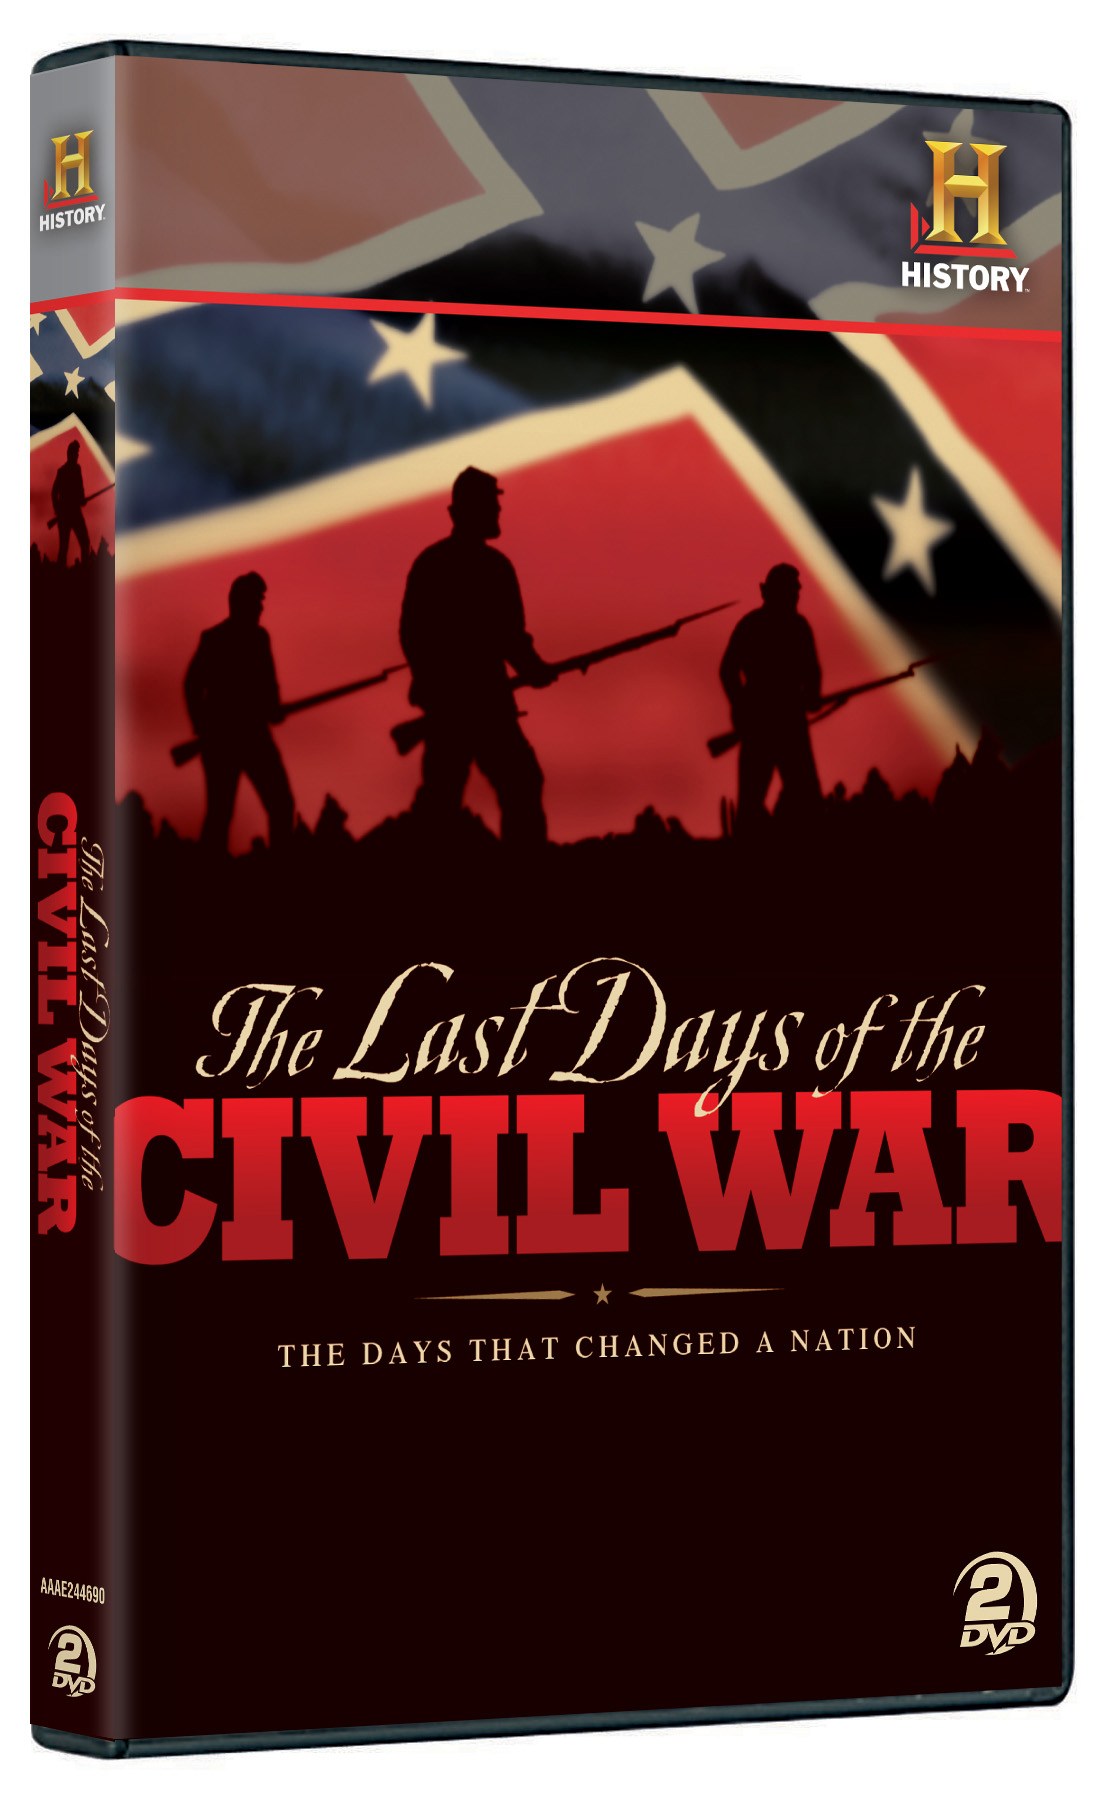 H
HISTORY
The Last Days of the
CIVIL WAR
AAAE244690
2
DVD
H
HISTORY™
The Last Days of the
CIVIL WAR
THE DAYS THAT CHANGED A NATION
2
DVD